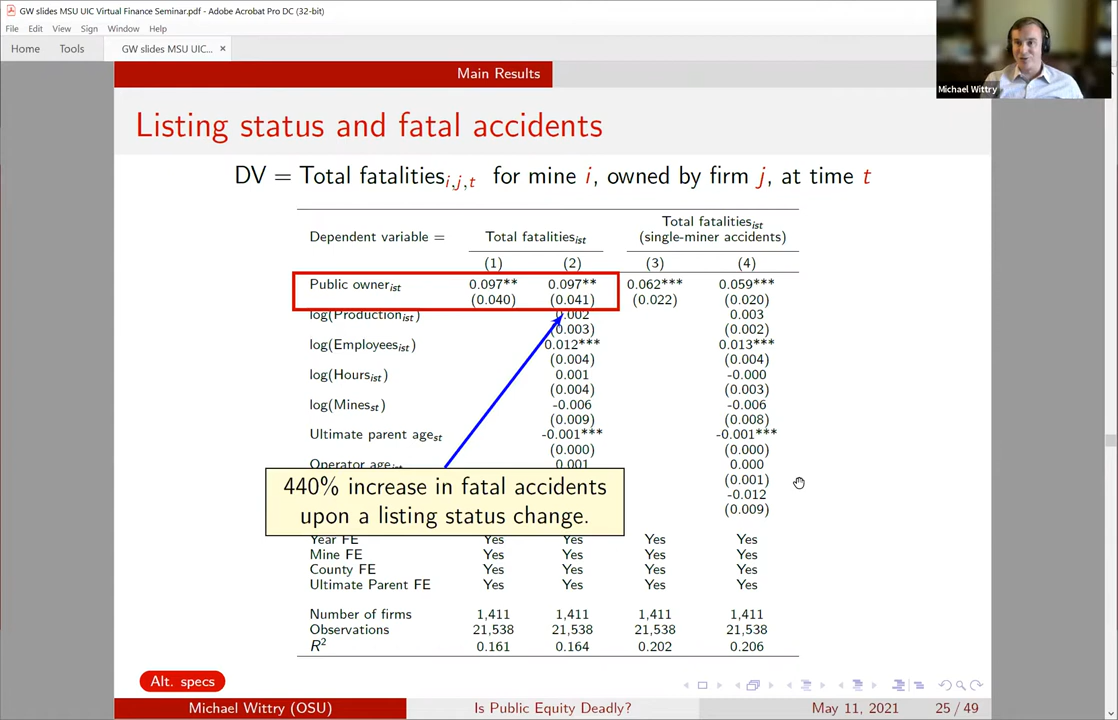 GW slides MSU UIC Virtual Finance Seminar.pdf - Adobe Acrobat Pro DC (32-bit)
File Edit View Sign Window Help
Home Tools GW slides MSU UIC... ×
Michael Wittry
Main Results
Listing status and fatal accidents
DV = Total fatalities i,j,t for mine i, owned by firm j, at time t
Total fatalities ist
Dependent variable = Total fatalities ist (single-miner accidents)
(1) (2) (3) (4)
Public owner ist 0.097** 0.097** 0.062*** 0.059***
(0.040) (0.041) (0.022) (0.020)
log(Production ist) 0.002 0.003
(0.003) (0.002)
log(Employees ist) 0.012*** 0.013***
(0.004) (0.004)
log(Hours ist) 0.001 -0.000
(0.004) (0.003)
log(Mines st) -0.006 -0.006
(0.009) (0.008)
Ultimate parent age st -0.001*** -0.001***
(0.000) (0.000)
Operator age 0.001 0.000
(0.001)
-0.012
(0.009)
440% increase in fatal accidents
upon a listing status change.
Year FE Yes Yes Yes Yes
Mine FE Yes Yes Yes Yes
County FE Yes Yes Yes Yes
Ultimate Parent FE Yes Yes Yes Yes
Number of firms 1,411 1,411 1,411 1,411
Observations 21,538 21,538 21,538 21,538
R2 0.161 0.164 0.202 0.206
Alt. specs
Michael Wittry (OSU) Is Public Equity Deadly? May 11, 2021 25 / 49